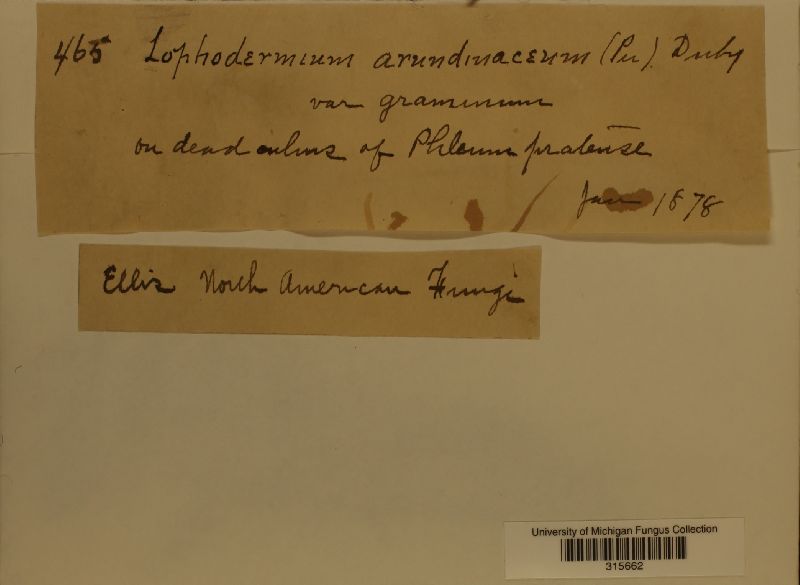 465 Lophodermium arundinaceum (Per). Duby
var graminum
on dead culms of Phleum pratense
Jan 1878
Ellis North American Fungi
University of Michigan Fungus Collection
315662